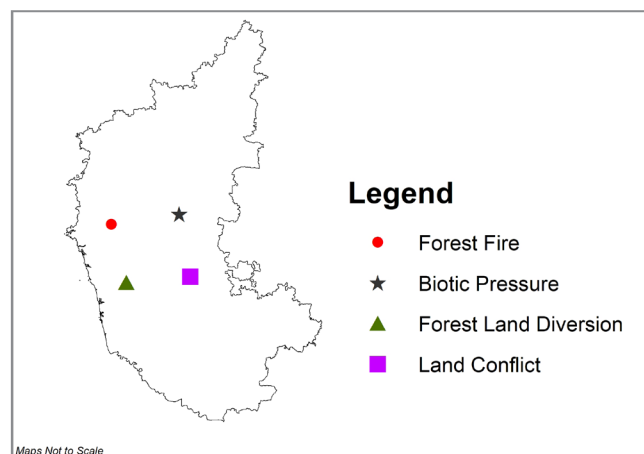 Legend
Forest Fire
Biotic Pressure
Forest Land Diversion
Land Conflict
Maps Not to Scale